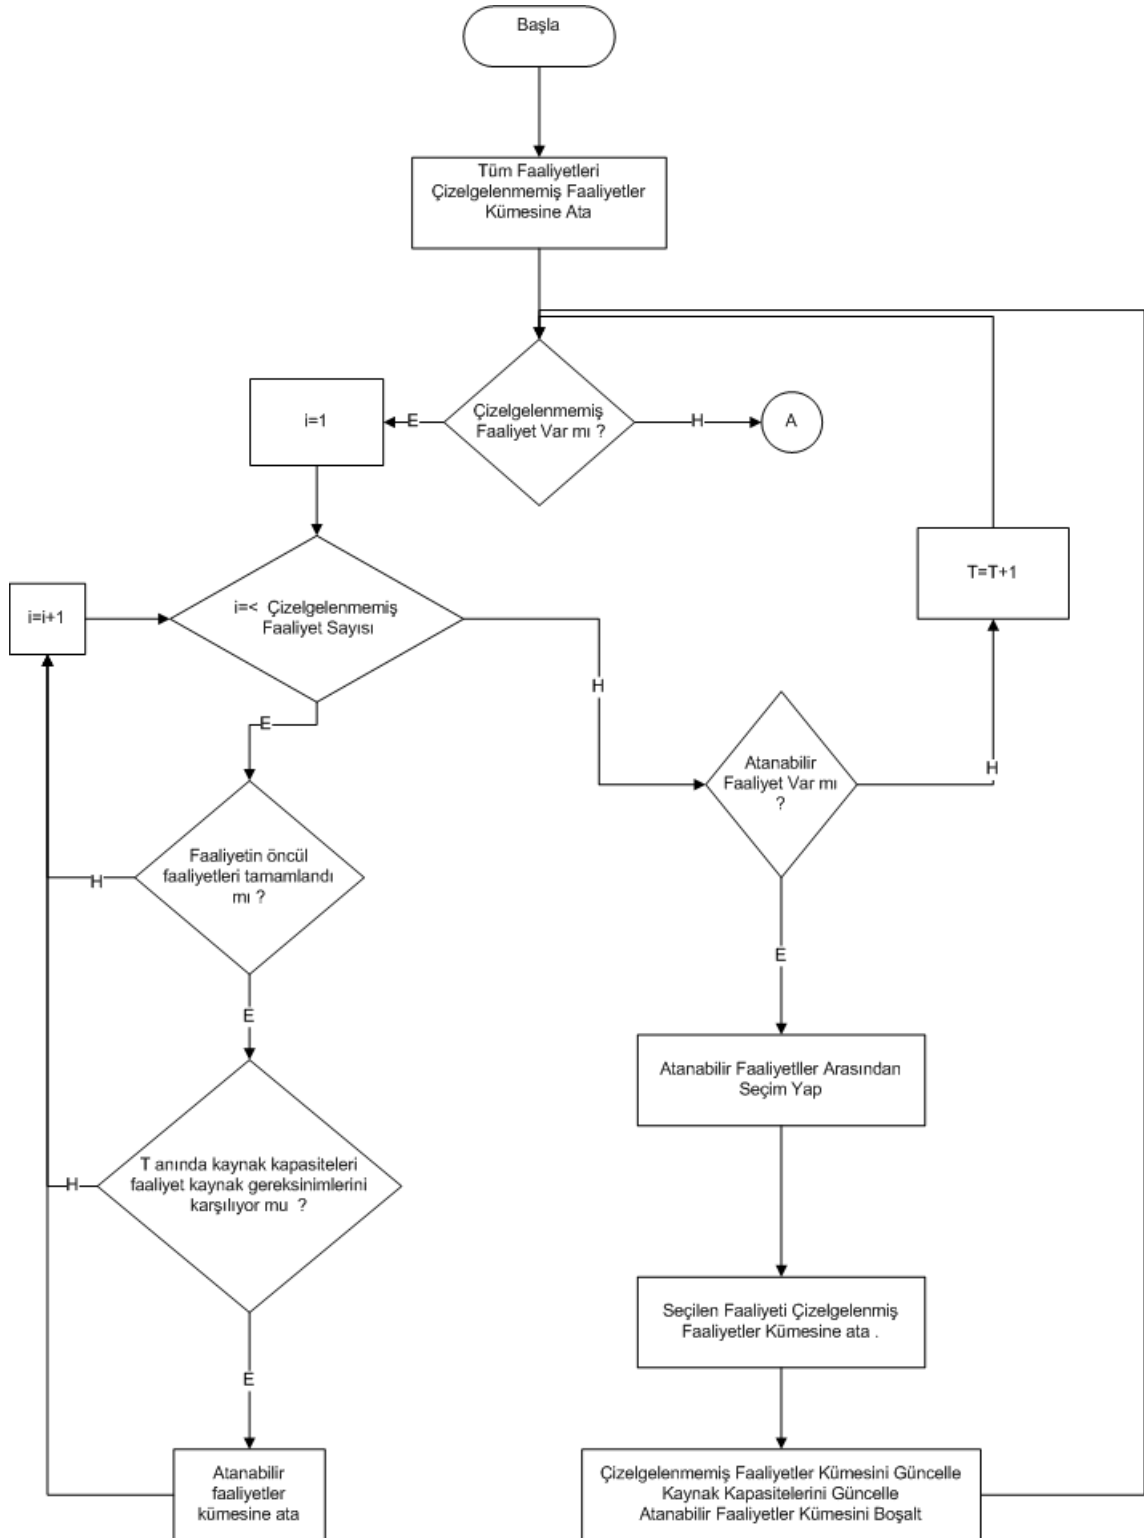 Başla
Tüm Faaliyetleri
Çizelgelenmemiş Faaliyetler
Kümesine Ata
Çizelgelenmemiş
Faaliyet Var mı ?
E
H
A
i=1
T=T+1
i=i+1
i=< Çizelgelenmemiş
Faaliyet Sayısı
H
E
Atanabilir
Faaliyet Var mı
?
H
Faaliyetin öncül
faaliyetleri tamamlandı
mı ?
H
E
E
Atanabilir Faaliyetller Arasından
Seçim Yap
T anında kaynak kapasiteleri
faaliyet kaynak gereksinimlerini
karşılıyor mu ?
H
E
Seçilen Faaliyeti Çizelgelenmiş
Faaliyetler Kümesine ata .
Atanabilir
faaliyetler
kümesine ata
Çizelgelenmemiş Faaliyetler Kümesini Güncelle
Kaynak Kapasitelerini Güncelle
Atanabilir Faaliyetler Kümesini Boşalt